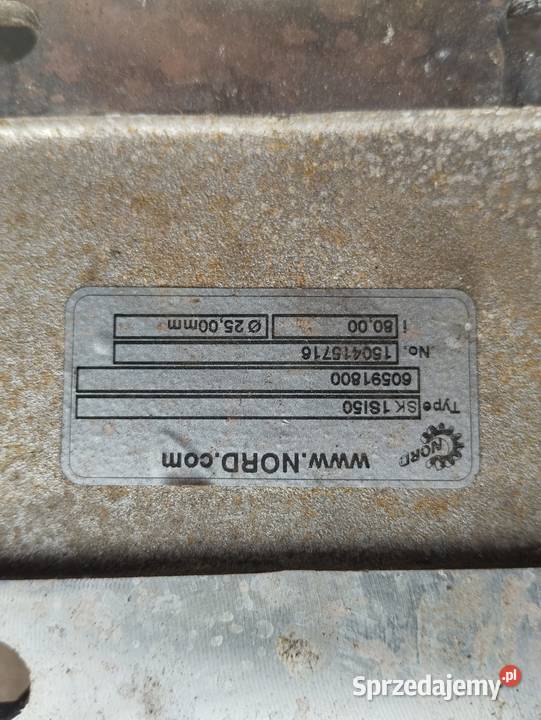 NORD
www.NORD.com
Type SK 1SI50
60591800
No. 150415716
i 80,00 Ø 25,00mm
Sprzedajemy.pl